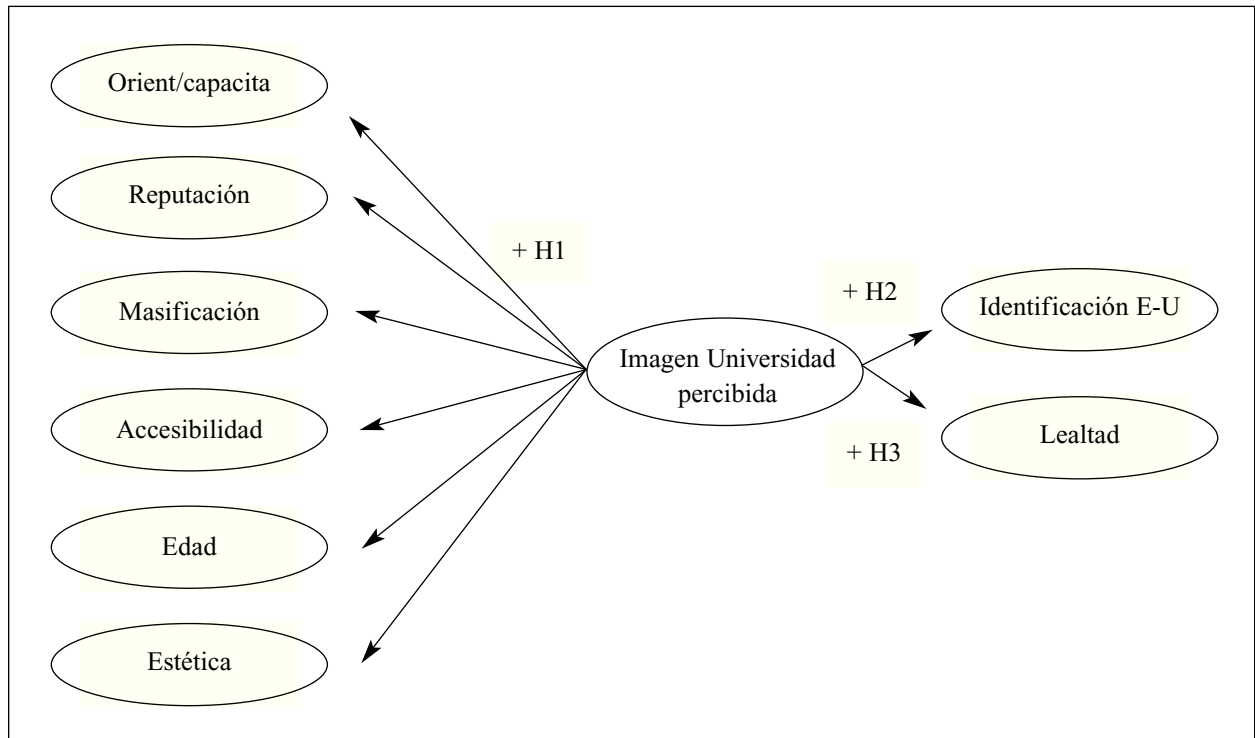 Orient/capacita
Reputación
+ H1
Masificación
+ H2
Identificación E-U
Imagen Universidad
percibida
Accesibilidad
+ H3
Lealtad
Edad
Estética